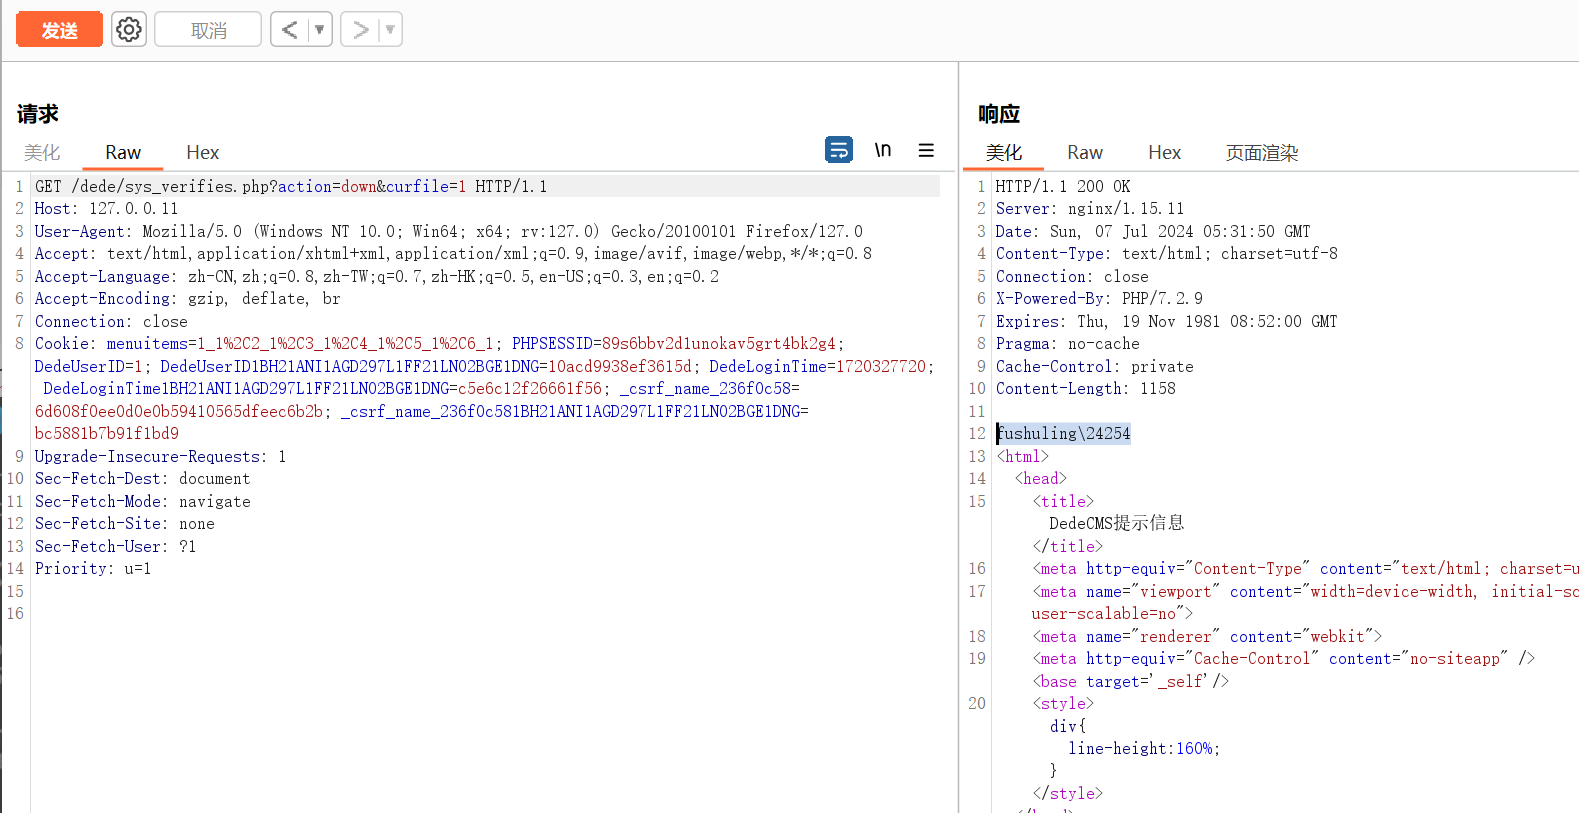 发送 取消 < ▼ > ▼
请求
美化 Raw Hex \n
1 GET /dede/sys_verifies.php?action=down&curfile=1 HTTP/1.1
2 Host: 127.0.0.11
3 User-Agent: Mozilla/5.0 (Windows NT 10.0; Win64; x64; rv:127.0) Gecko/20100101 Firefox/127.0
4 Accept: text/html,application/xhtml+xml,application/xml;q=0.9,image/avif,image/webp,*/*;q=0.8
5 Accept-Language: zh-CN,zh;q=0.8,zh-TW;q=0.7,zh-HK;q=0.5,en-US;q=0.3,en;q=0.2
6 Accept-Encoding: gzip, deflate, br
7 Connection: close
8 Cookie: menuitems=1_1%2C2_1%2C3_1%2C4_1%2C5_1%2C6_1; PHPSESSID=89s6bbv2d1unokav5grt4bk2g4;
DedeUserID=1; DedeUserID1BH21ANI1AGD297L1FF21LN02BGE1DNG=10acd9938ef3615d; DedeLoginTime=1720327720;
DedeLoginTime1BH21ANI1AGD297L1FF21LN02BGE1DNG=c5e6c12f26661f56; _csrf_name_236f0c58=
6d608f0ee0d0e0b59410565dfeec6b2b; _csrf_name_236f0c581BH21ANI1AGD297L1FF21LN02BGE1DNG=
bc5881b7b91f1bd9
9 Upgrade-Insecure-Requests: 1
10 Sec-Fetch-Dest: document
11 Sec-Fetch-Mode: navigate
12 Sec-Fetch-Site: none
13 Sec-Fetch-User: ?1
14 Priority: u=1
15
16
响应
美化 Raw Hex 页面渲染
1 HTTP/1.1 200 OK
2 Server: nginx/1.15.11
3 Date: Sun, 07 Jul 2024 05:31:50 GMT
4 Content-Type: text/html; charset=utf-8
5 Connection: close
6 X-Powered-By: PHP/7.2.9
7 Expires: Thu, 19 Nov 1981 08:52:00 GMT
8 Pragma: no-cache
9 Cache-Control: private
10 Content-Length: 1158
11
12 fushuling\24254
13 <html>
14 <head>
15 <title>
DedeCMS提示信息
</title>
16 <meta http-equiv="Content-Type" content="text/html; charset=u
17 <meta name="viewport" content="width=device-width, initial-sc
user-scalable=no">
18 <meta name="renderer" content="webkit">
19 <meta http-equiv="Cache-Control" content="no-siteapp" />
<base target='_self'/>
20 <style>
div{
line-height:160%;
}
</style>